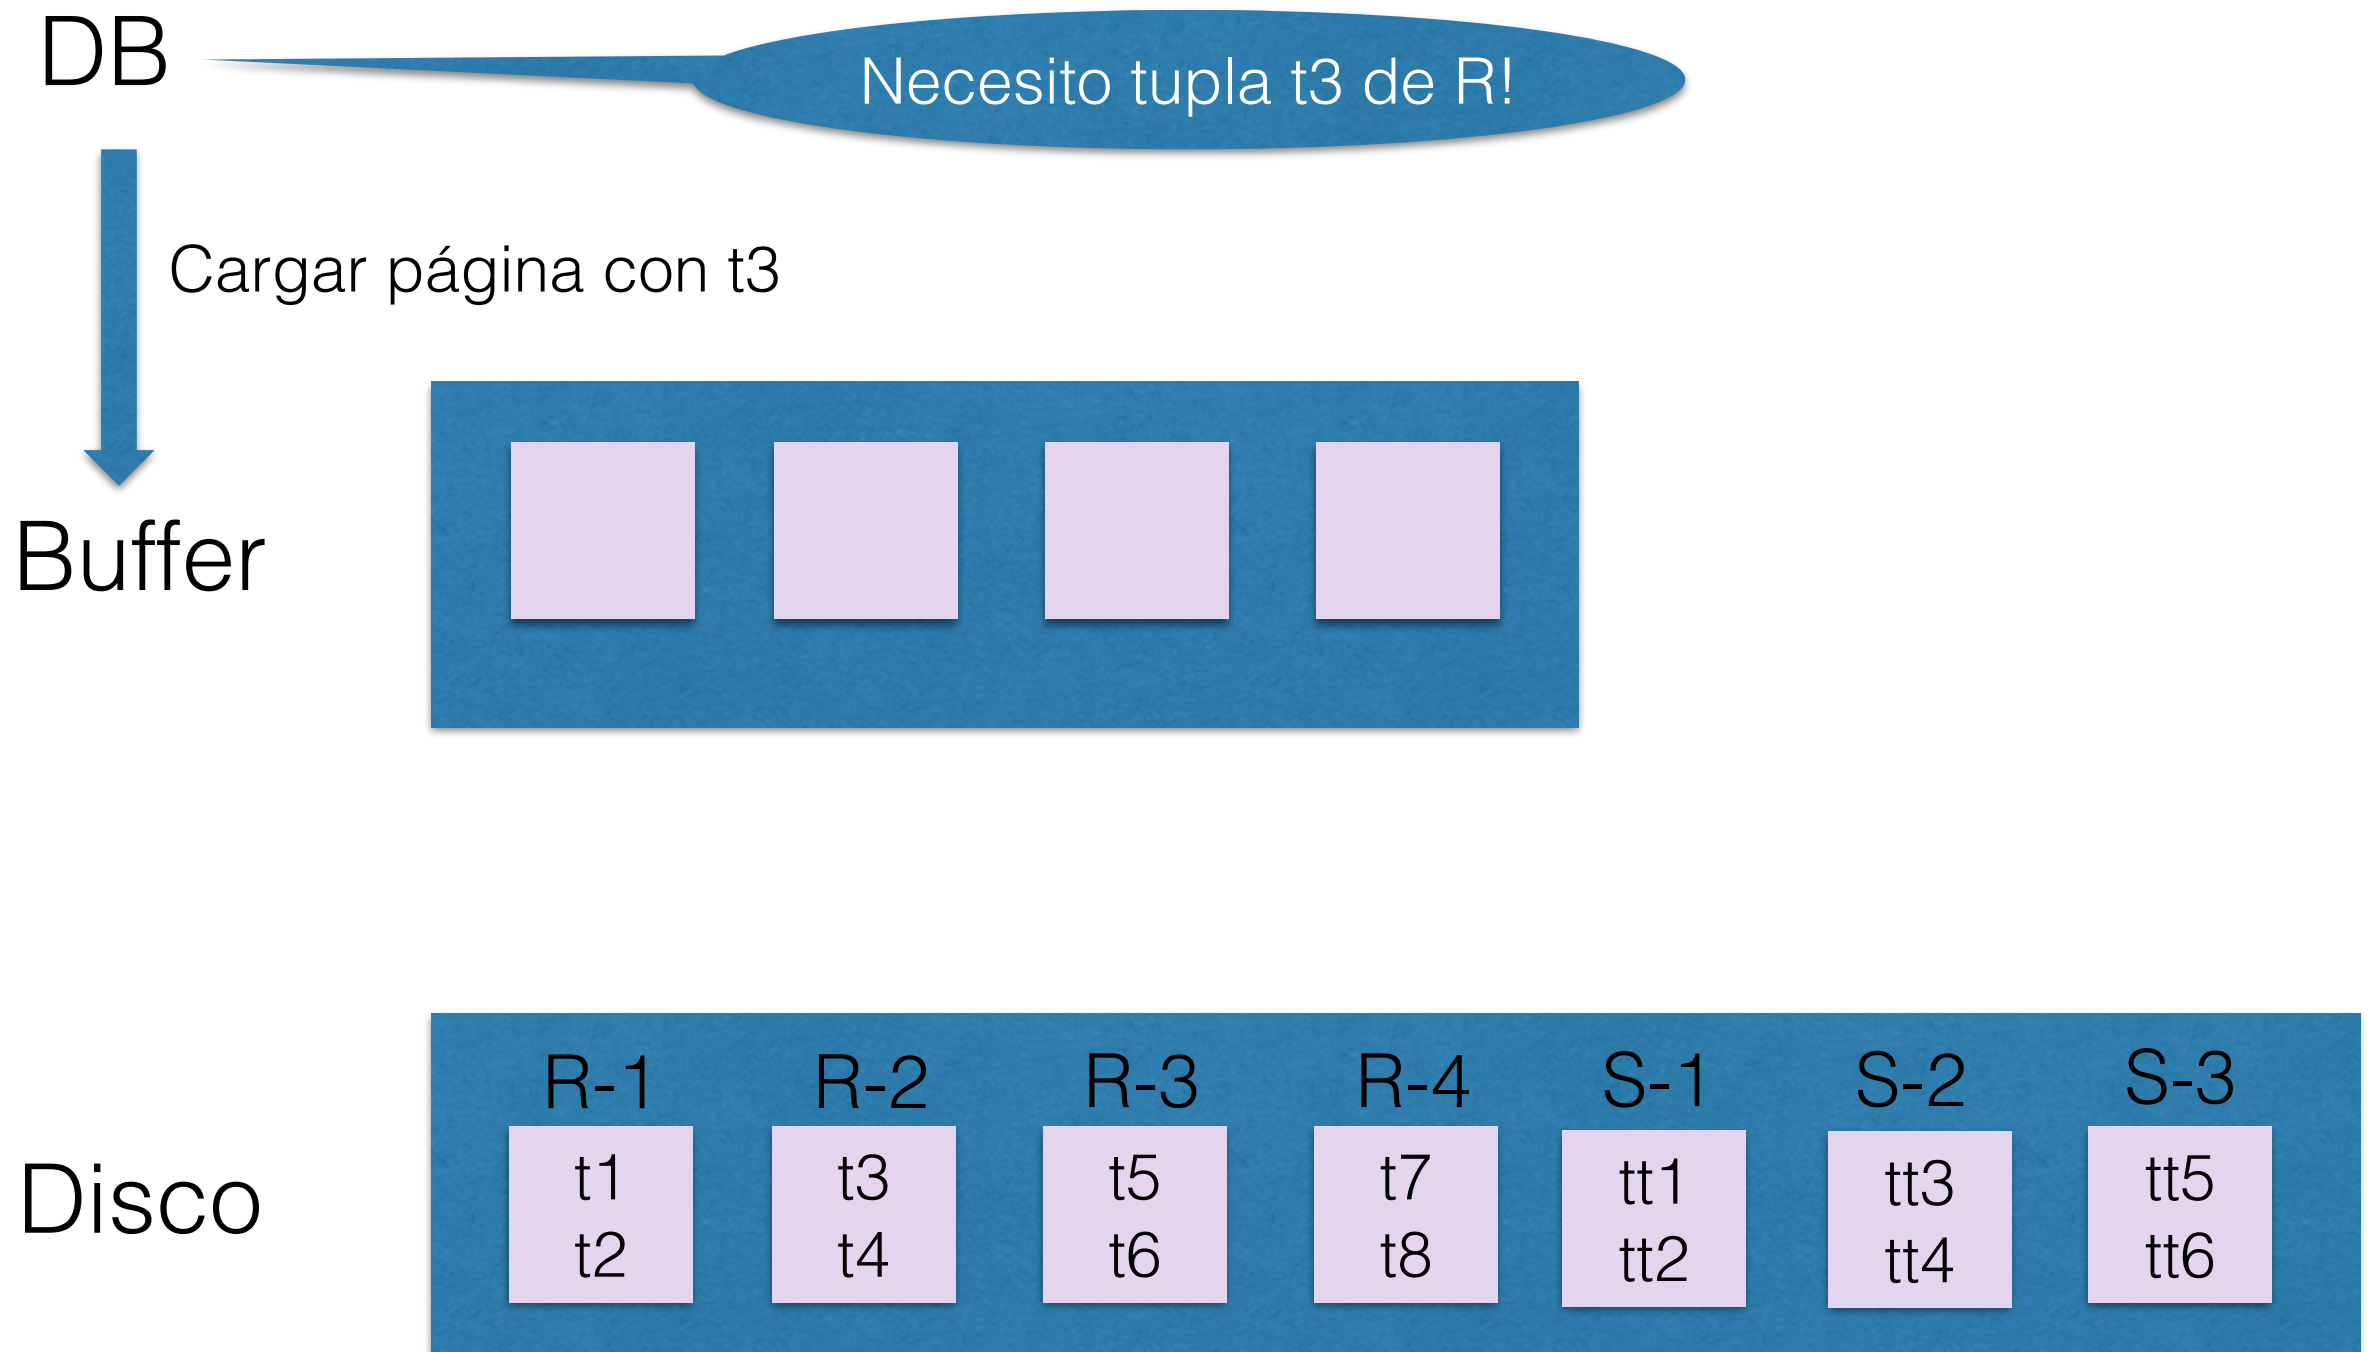 DB
Necesito tupla t3 de R!
Cargar página con t3
Buffer
Disco
R-1 R-2 R-3 R-4 S-1 S-2 S-3
t1 t3 t5 t7 tt1 tt3 tt5
t2 t4 t6 t8 tt2 tt4 tt6